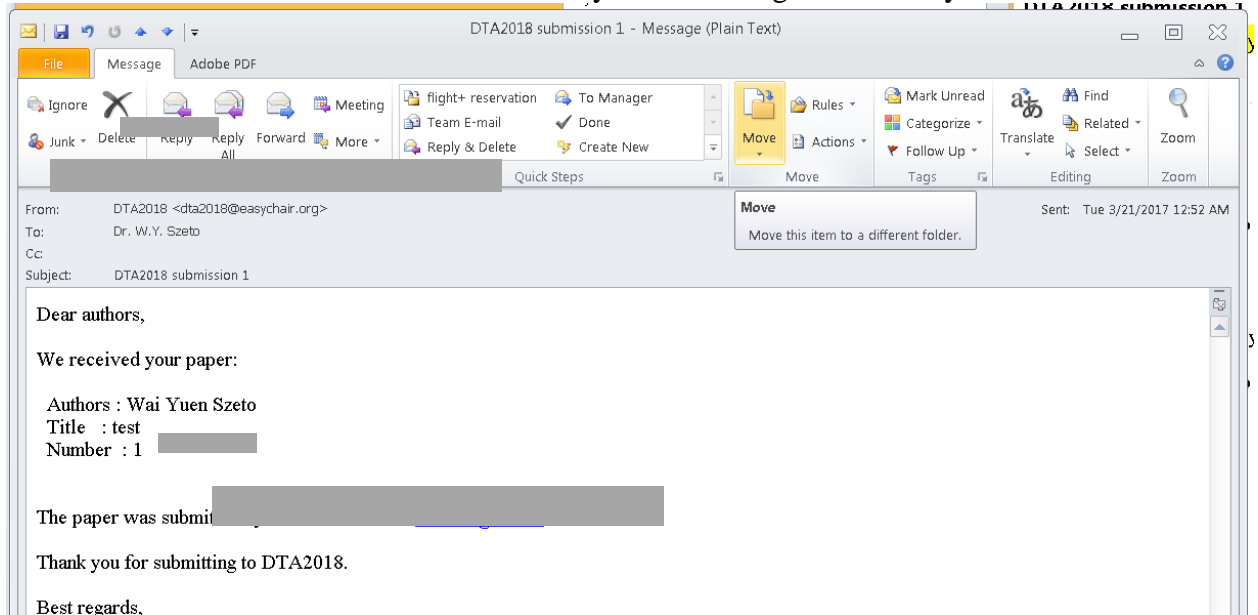 DTA2018 submission 1
DTA2018 submission 1 - Message (Plain Text)
File Message Adobe PDF
Ignore
Junk
Delete
Reply
Reply All
Forward
Meeting
More
flight+ reservation
Team E-mail
Reply & Delete
To Manager
Done
Create New
Quick Steps
Move
Rules
Actions
Move
Mark Unread
Categorize
Follow Up
Tags
Translate
Find
Related
Select
Editing
Zoom
Zoom
Move
Move this item to a different folder.
From: DTA2018 <dta2018@easychair.org>
Sent: Tue 3/21/2017 12:52 AM
To: Dr. W.Y. Szeto
Cc:
Subject: DTA2018 submission 1
Dear authors,
We received your paper:
Authors : Wai Yuen Szeto
Title : test
Number : 1
The paper was
Thank you for submitting to DTA2018.
Best regards,